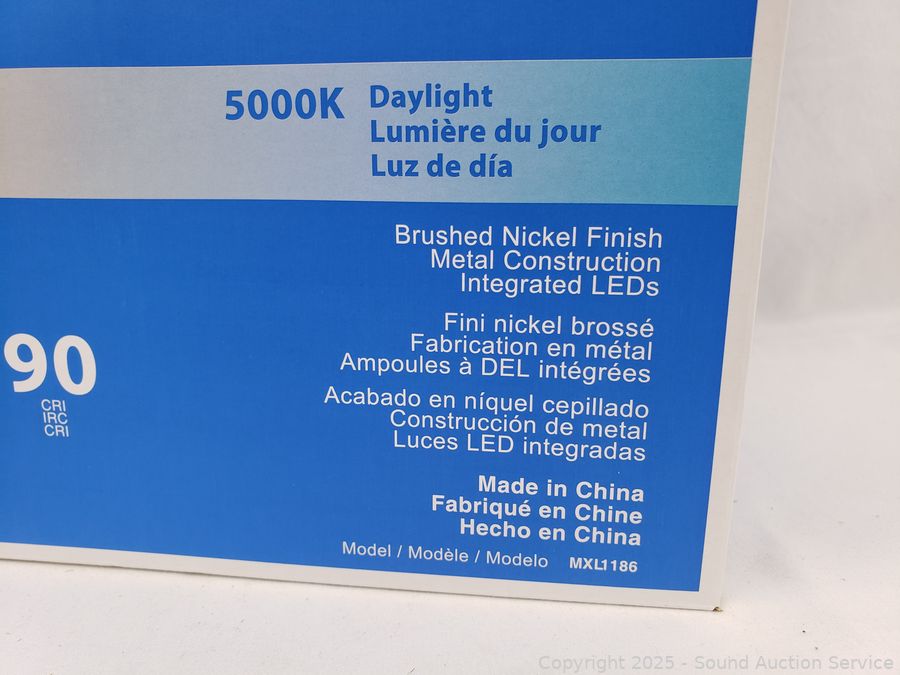 5000K
Daylight
Lumière du jour
Luz de día
Brushed Nickel Finish
Metal Construction
Integrated LEDs
Fini nickel brossé
Fabrication en métal
Ampoules à DEL intégrées
90
CRI
IRC
CRI
Acabado en níquel cepillado
Construcción de metal
Luces LED integradas
Made in China
Fabriqué en Chine
Hecho en China
Model / Modèle / Modelo MXL1186
Copyright 2025 - Sound Auction Service